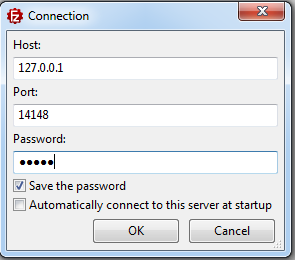 Connection
Host:
127.0.0.1
Port:
14148
Password:
●●●●●
Save the password
Automatically connect to this server at startup
OK
Cancel